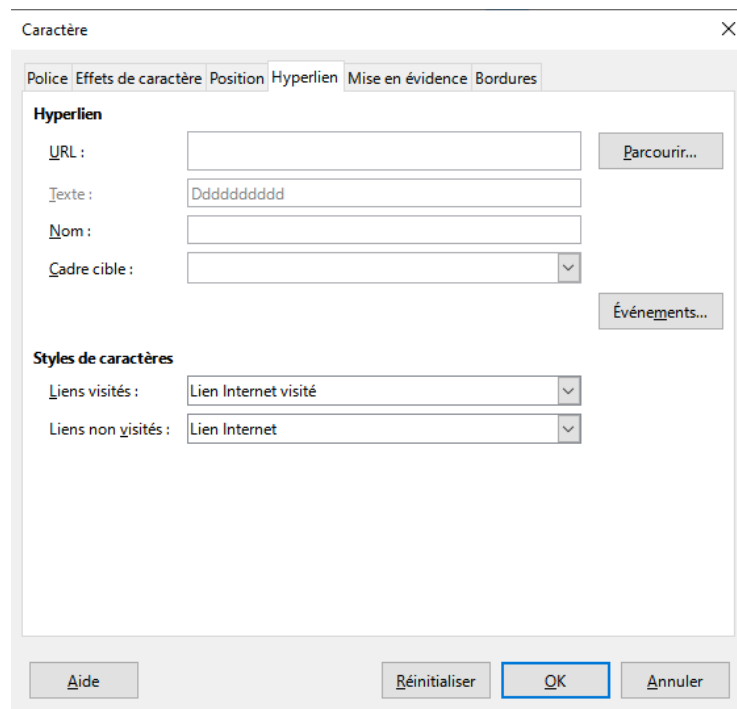 Caractère
Police Effets de caractère Position Hyperlien Mise en évidence Bordures
Hyperlien
URL : Parcourir...
Texte : Dddddddddd
Nom :
Cadre cible :
Événements...
Styles de caractères
Liens visités : Lien Internet visité
Liens non visités : Lien Internet
Aide Réinitialiser OK Annuler